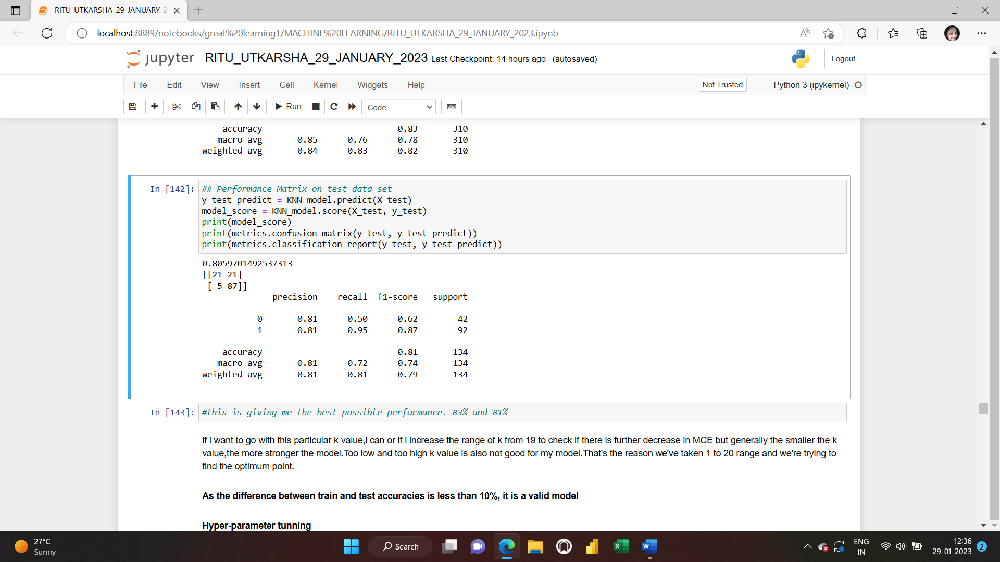 RITU_UTKARSHA_29_JANUARY_2
localhost:8889/notebooks/great%20learning1/MACHINE%20LEARNING/RITU_UTKARSHA_29_JANUARY_2023.ipynb
jupyter RITU_UTKARSHA_29_JANUARY_2023 Last Checkpoint: 14 hours ago (autosaved)
Logout
File Edit View Insert Cell Kernel Widgets Help
Not Trusted Python 3 (ipykernel)
Run Code
accuracy 0.83 310
macro avg 0.85 0.76 0.78 310
weighted avg 0.84 0.83 0.82 310
In [142]: ## Performance Matrix on test data set
y_test_predict = KNN_model.predict(X_test)
model_score = KNN_model.score(X_test, y_test)
print(model_score)
print(metrics.confusion_matrix(y_test, y_test_predict))
print(metrics.classification_report(y_test, y_test_predict))
0.8059701492537313
[[21 21]
[ 5 87]]
precision recall f1-score support
0 0.81 0.50 0.62 42
1 0.81 0.95 0.87 92
accuracy 0.81 134
macro avg 0.81 0.72 0.74 134
weighted avg 0.81 0.81 0.79 134
In [143]: #this is giving me the best possible performance. 83% and 81%
if i want to go with this particular k value,i can or if i increase the range of k from 19 to check if there is further decrease in MCE but generally the smaller the k
value,the more stronger the model.Too low and too high k value is also not good for my model.That's the reason we've taken 1 to 20 range and we're trying to
find the optimum point.
As the difference between train and test accuracies is less than 10%, it is a valid model
Hyper-parameter tunning
27°C
Sunny
Search
ENG
IN
12:36
29-01-2023
2